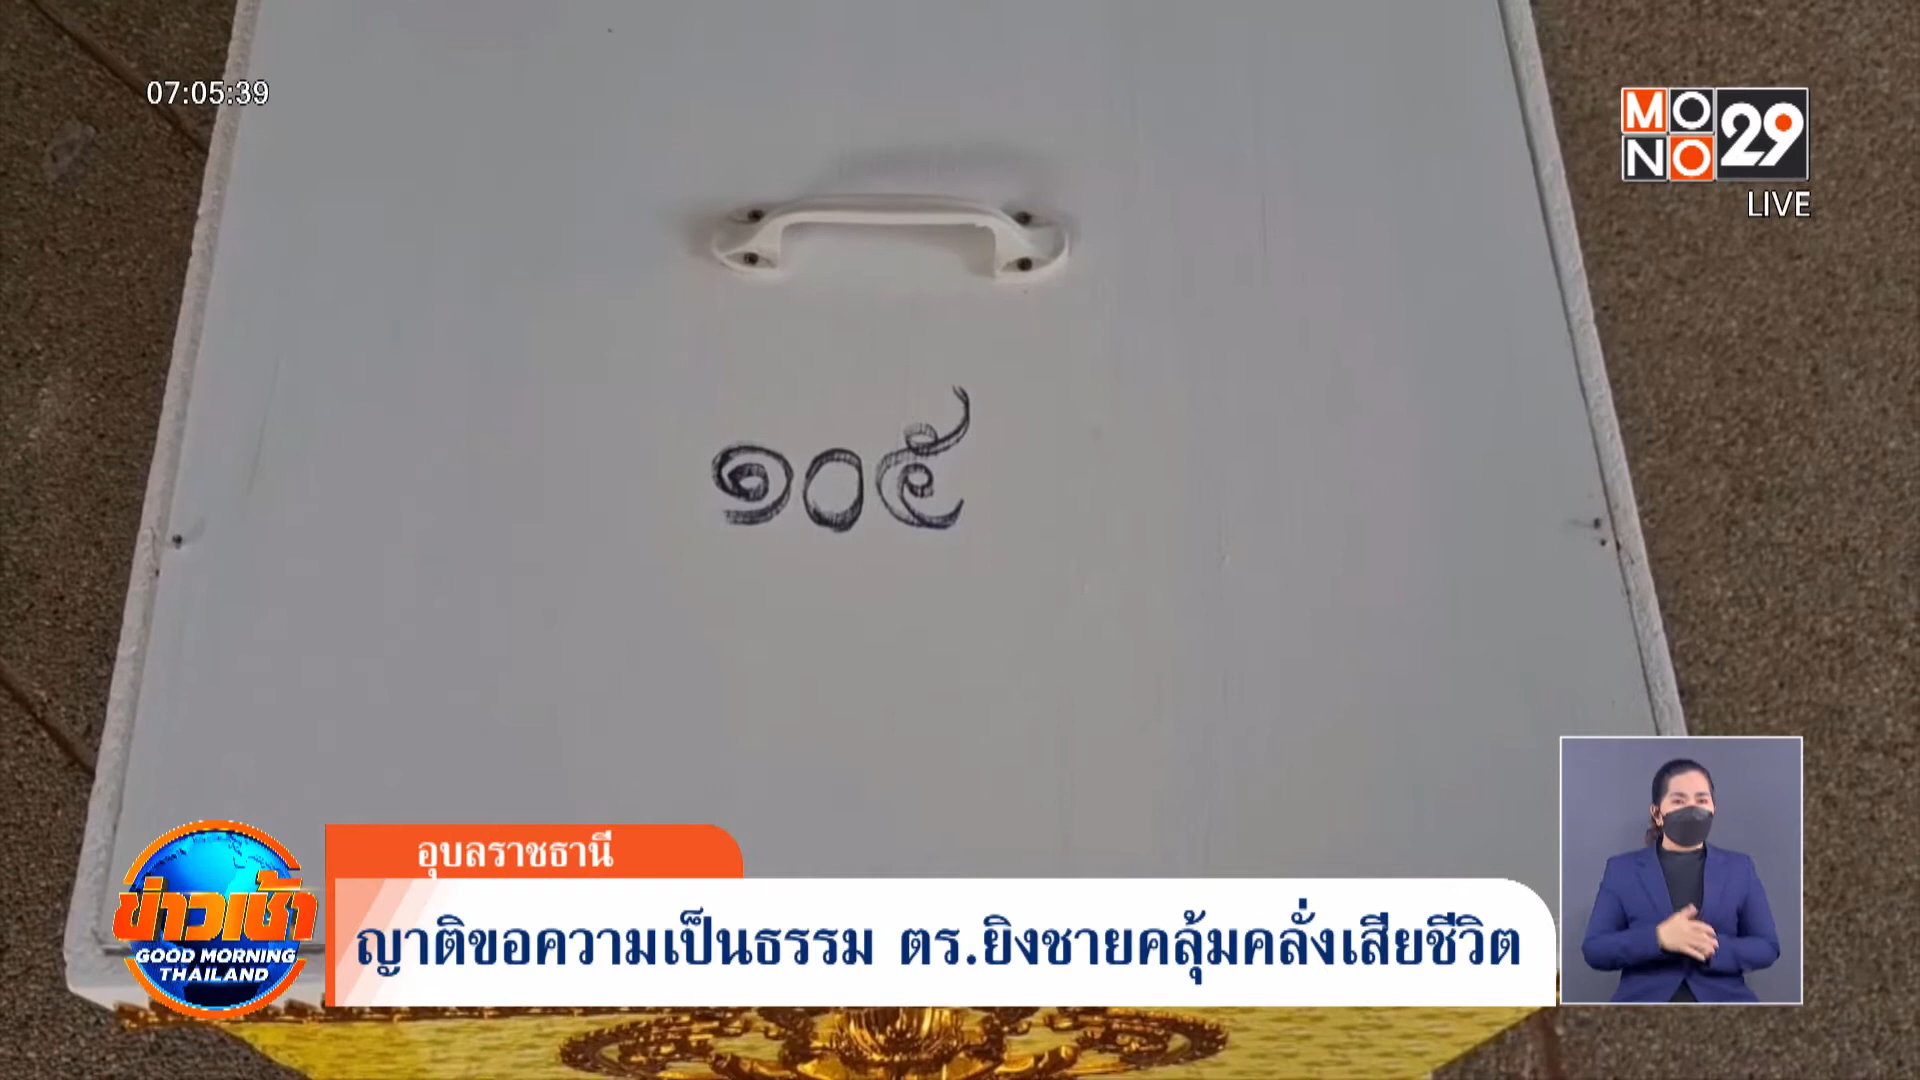 07:05:39
MONO 29
LIVE
๑๐๕
อุบลราชธานี
ญาติขอความเป็นธรรม ตร.ยิงชายคลุ้มคลั่งเสียชีวิต
ข่าวเช้า
GOOD MORNING
THAILAND